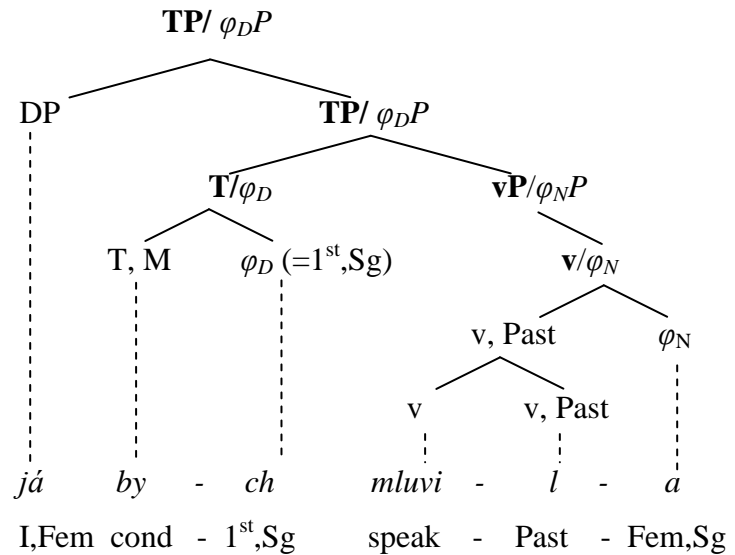 TP/ φDP
DP TP/ φDP
T/φD vP/φNP
T, M φD (=1st,Sg) v/φN
v, Past φN
v v, Past
já by - ch mluvi - l - a
I,Fem cond - 1st,Sg speak - Past - Fem,Sg